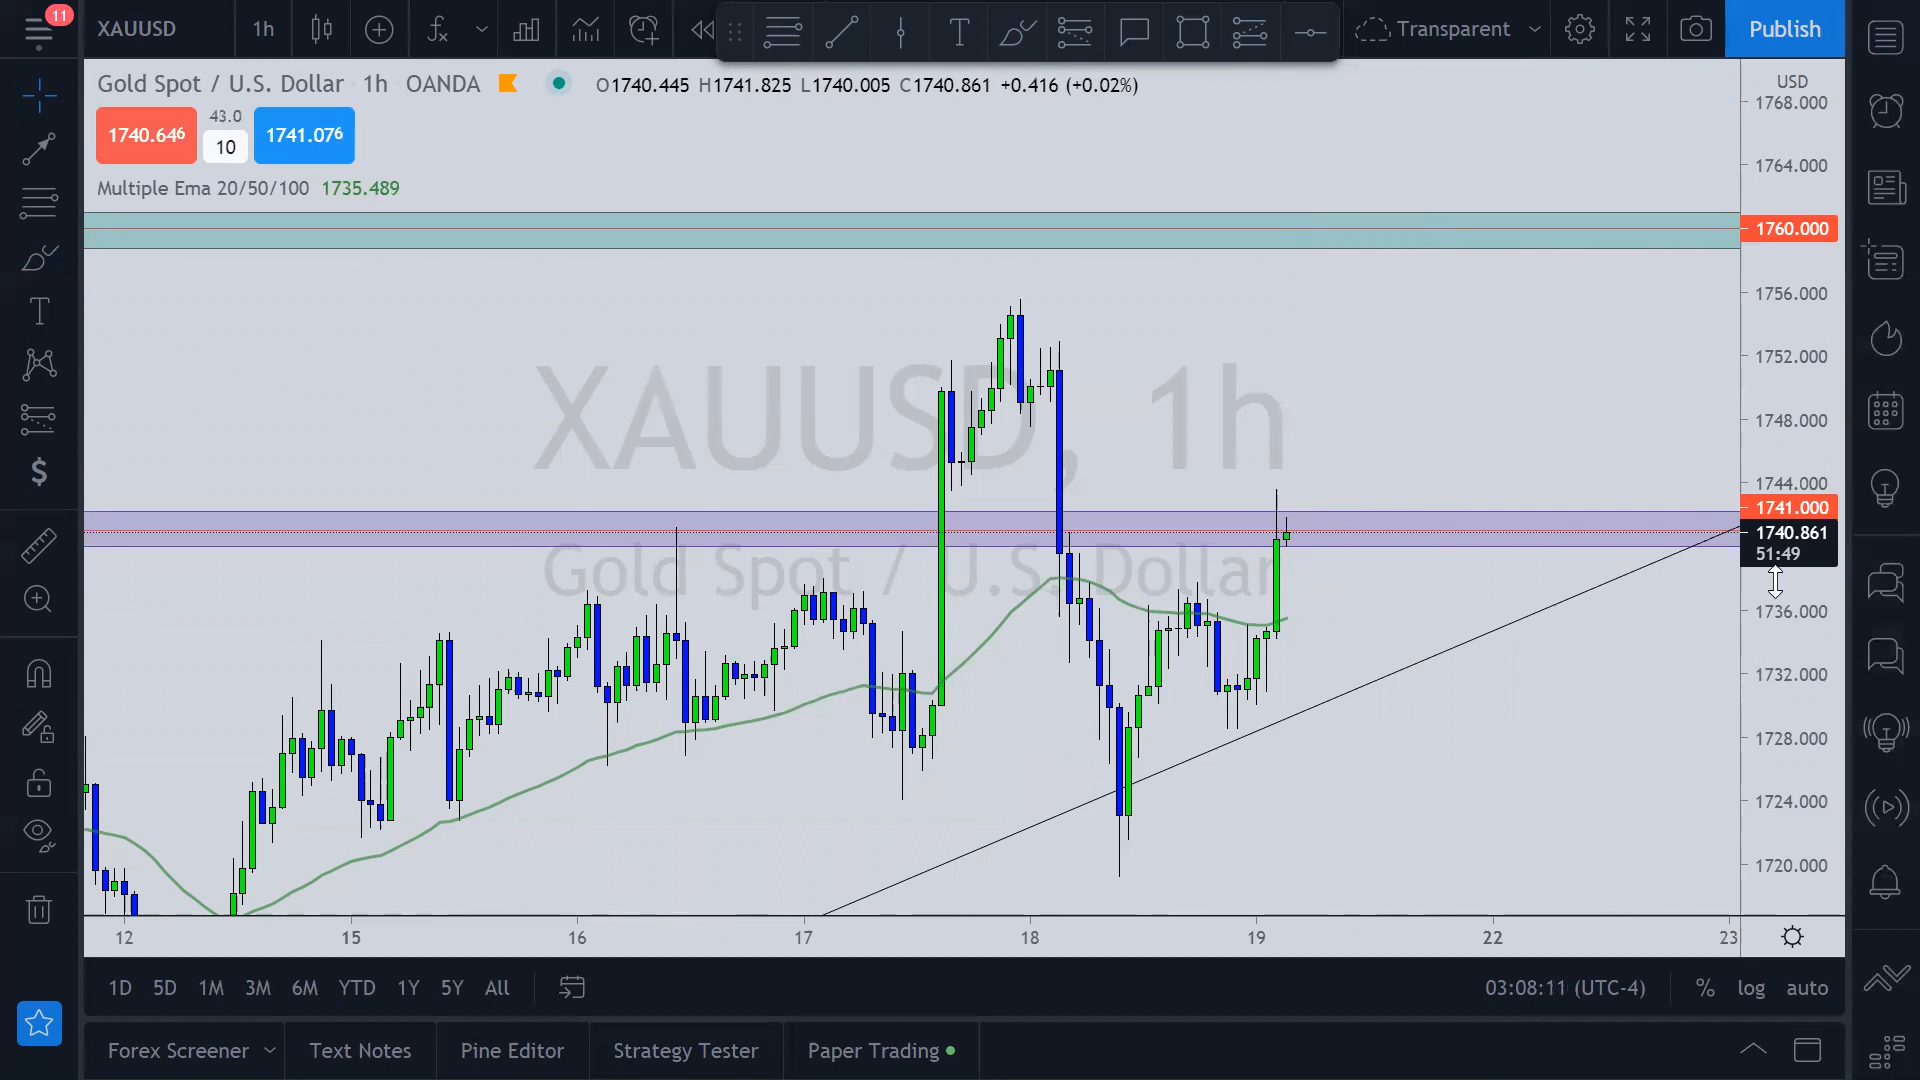 11
XAUUSD 1h Transparent Publish
Gold Spot / U.S. Dollar · 1h OANDA O1740.445 H1741.825 L1740.005 C1740.861 +0.416 (+0.02%)
1740.646 43.0 10 1741.076
Multiple Ema 20/50/100 1735.489
USD
1768.000
1764.000
1760.000
1756.000
1752.000
1748.000
1744.000
1741.000
1740.861
51:49
1736.000
1732.000
1728.000
1724.000
1720.000
XAUUSD, 1h
Gold Spot / U.S. Dollar
12 15 16 17 18 19 22 23
1D 5D 1M 3M 6M YTD 1Y 5Y All 03:08:11 (UTC-4) % log auto
Forex Screener Text Notes Pine Editor Strategy Tester Paper Trading